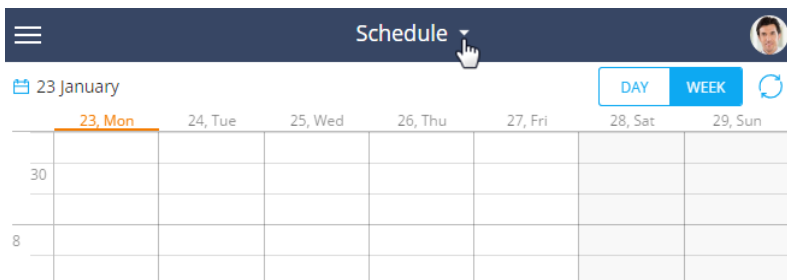 Schedule
23 January DAY WEEK
23, Mon 24, Tue 25, Wed 26, Thu 27, Fri 28, Sat 29, Sun
30
8